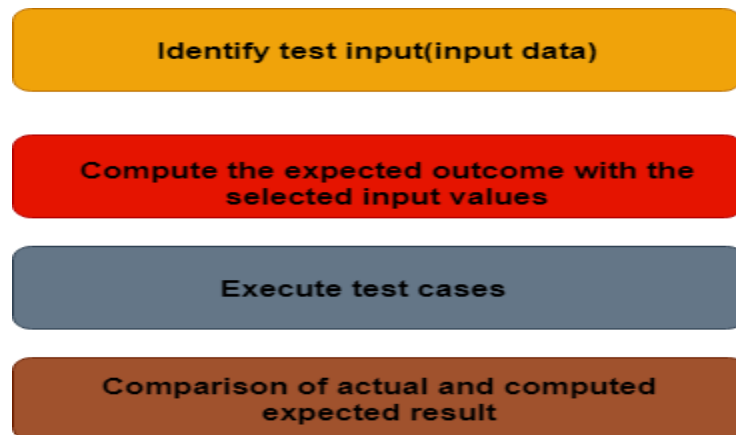 Identify test input(input data)
Compute the expected outcome with the
selected input values
Execute test cases
Comparison of actual and computed
expected result